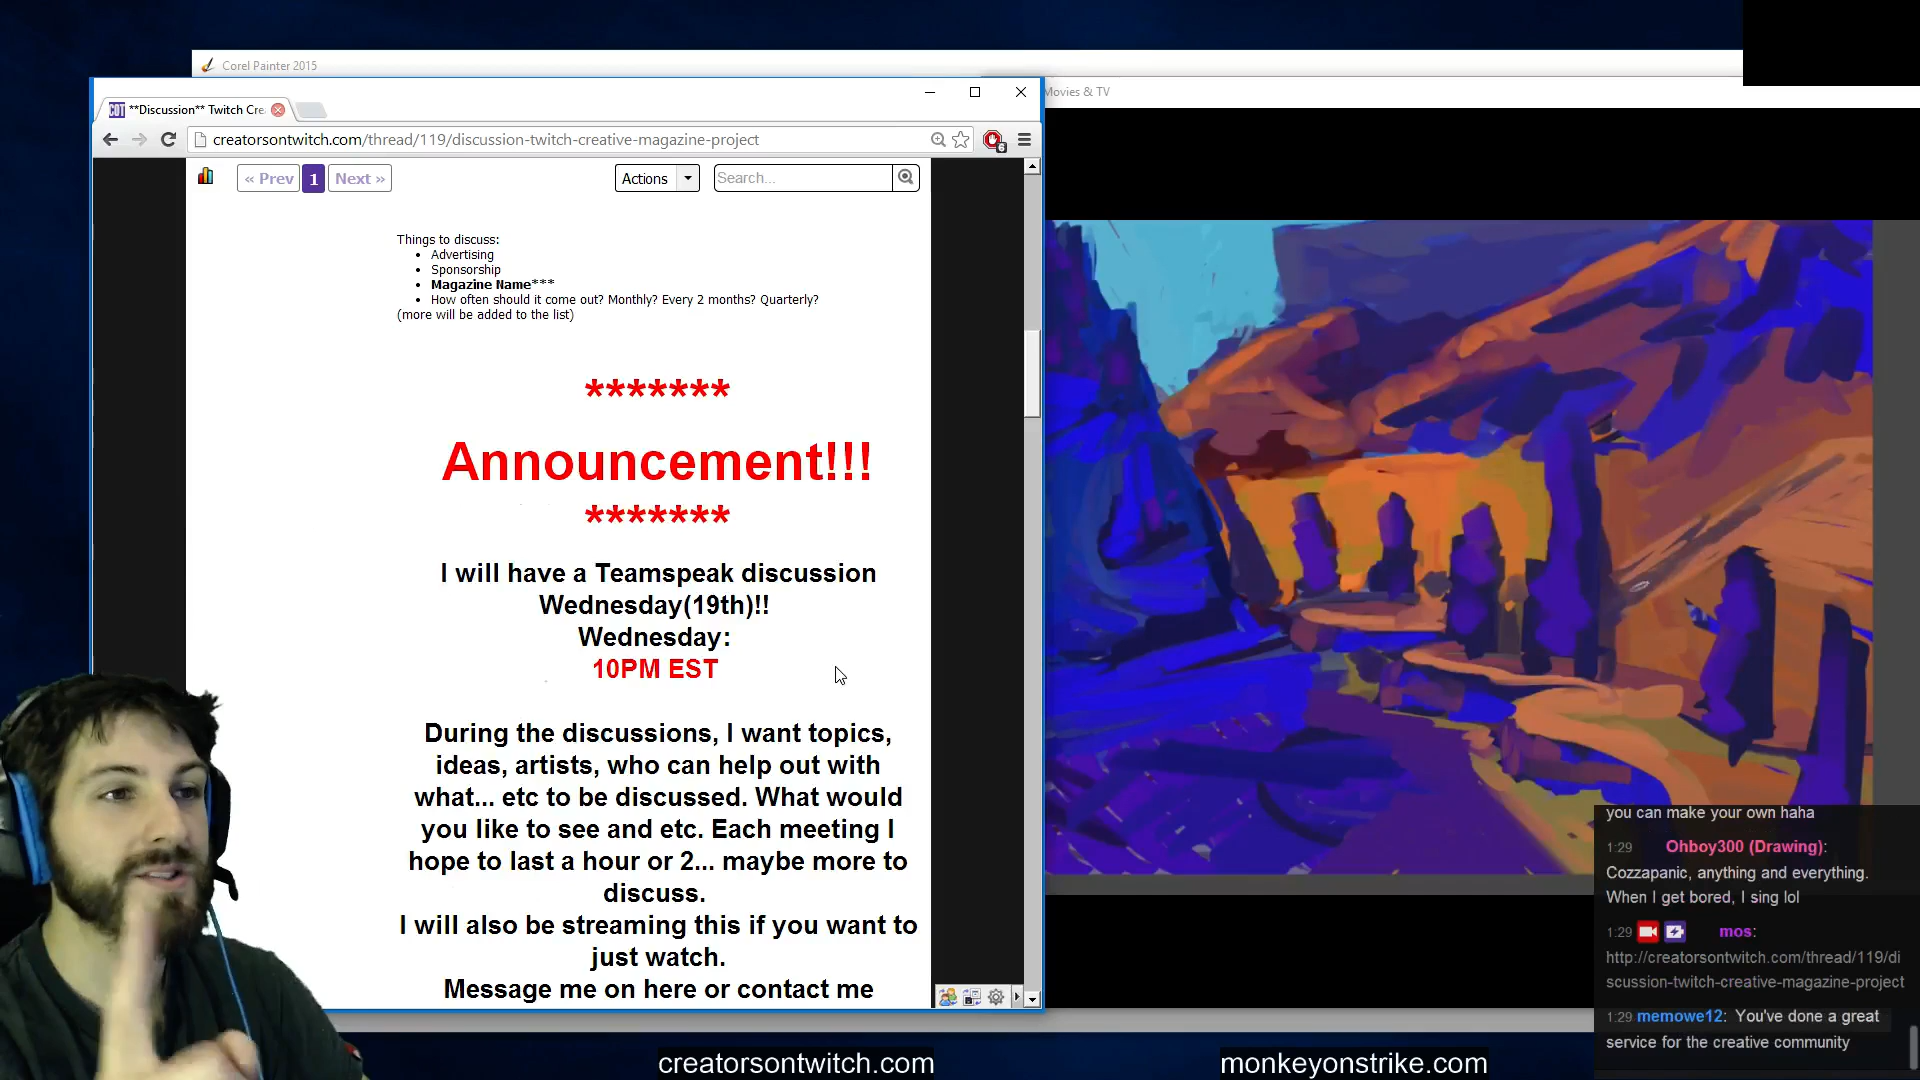 Corel Painter 2015
Movies & TV
**Discussion** Twitch Cre
creatorsontwitch.com/thread/119/discussion-twitch-creative-magazine-project
6
« Prev
1
Next »
Actions
Search...
Things to discuss:
• Advertising
• Sponsorship
• Magazine Name***
• How often should it come out? Monthly? Every 2 months? Quarterly?
(more will be added to the list)
*******
Announcement!!!
*******
I will have a Teamspeak discussion
Wednesday(19th)!!
Wednesday:
10PM EST
During the discussions, I want topics,
ideas, artists, who can help out with
what... etc to be discussed. What would
you like to see and etc. Each meeting I
hope to last a hour or 2... maybe more to
discuss.
I will also be streaming this if you want to
just watch.
Message me on here or contact me
you can make your own haha
1:29 Ohboy300 (Drawing):
Cozzapanic, anything and everything.
When I get bored, I sing lol
1:29 mos:
http://creatorsontwitch.com/thread/119/di
scussion-twitch-creative-magazine-project
1:29 memowe12: You've done a great
service for the creative community
creatorsontwitch.com
monkeyonstrike.com